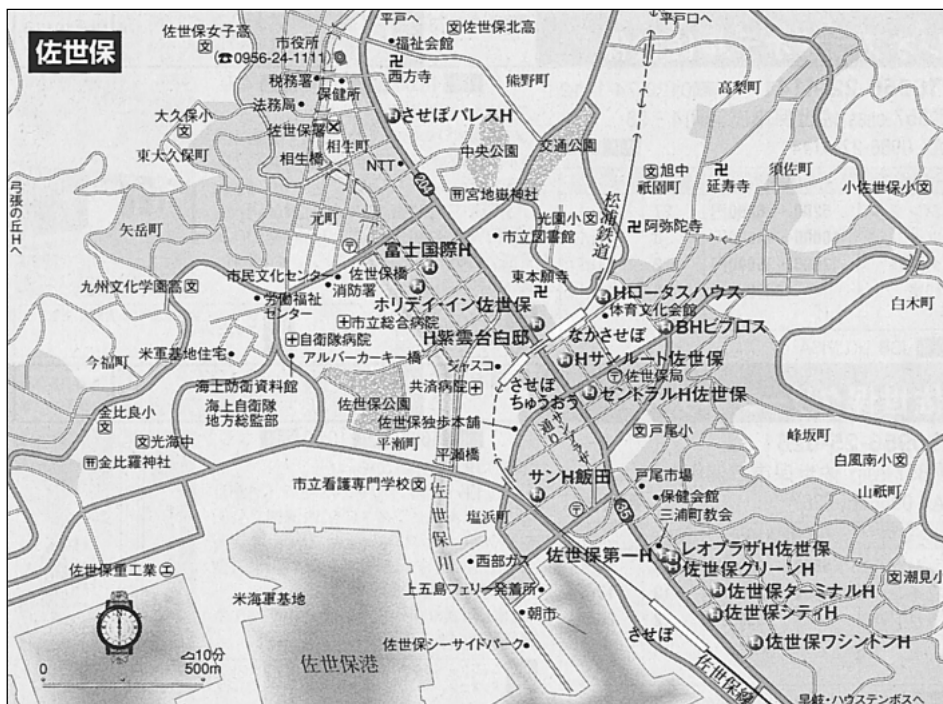 佐世保
佐世保女子高
市役所
(☎0956-24-1111)
税務署
保健所
法務局
大久保小
佐世保署
相生町
東大久保町
相生橋
NTT
平戸へ
佐世保北高
福祉会館
西方寺
熊野町
させぼパレスH
中央公園
交通公園
204
宮地嶽神社
平戸口へ
高梨町
旭中
祇園町
延寿寺
須佐町
小佐世保小
松浦鉄道
光園小
阿弥陀寺
市立図書館
東本願寺
弓張の丘Hへ
矢岳町
元町
富士国際H
市民文化センター
佐世保橋
消防署
九州文化学園高
労働福祉
センター
ホリデイ・イン佐世保
市立総合病院
H紫雲台白邸
自衛隊病院
アルバーカーキー橋
今福町
米軍基地住宅
海上防衛資料館
海上自衛隊
地方総監部
佐世保公園
ジャスコ
共済病院
Hロータスハウス
体育文化会館
なかさせぼ
BHビブロス
白木町
Hサンルート佐世保
佐世保局
させぼ
ちゅうおう
セントラルH佐世保
佐世保独歩本舗
サンプラザ
通り
戸尾小
峰坂町
金比良小
光海中
金比羅神社
平瀬町
平瀬橋
白風南小
山祇町
市立看護専門学校
佐世保川
塩浜町
サンH飯田
戸尾市場
保健会館
三浦町教会
35
佐世保第一H
レオプラザH佐世保
佐世保グリーンH
潮見小
佐世保ターミナルH
佐世保シティH
佐世保ワシントンH
西部ガス
上五島フェリー発着所
朝市
佐世保シーサイドパーク
佐世保重工業
米海軍基地
佐世保港
させぼ
佐世保線
早岐・ハウステンボスへ
10分
0
500m